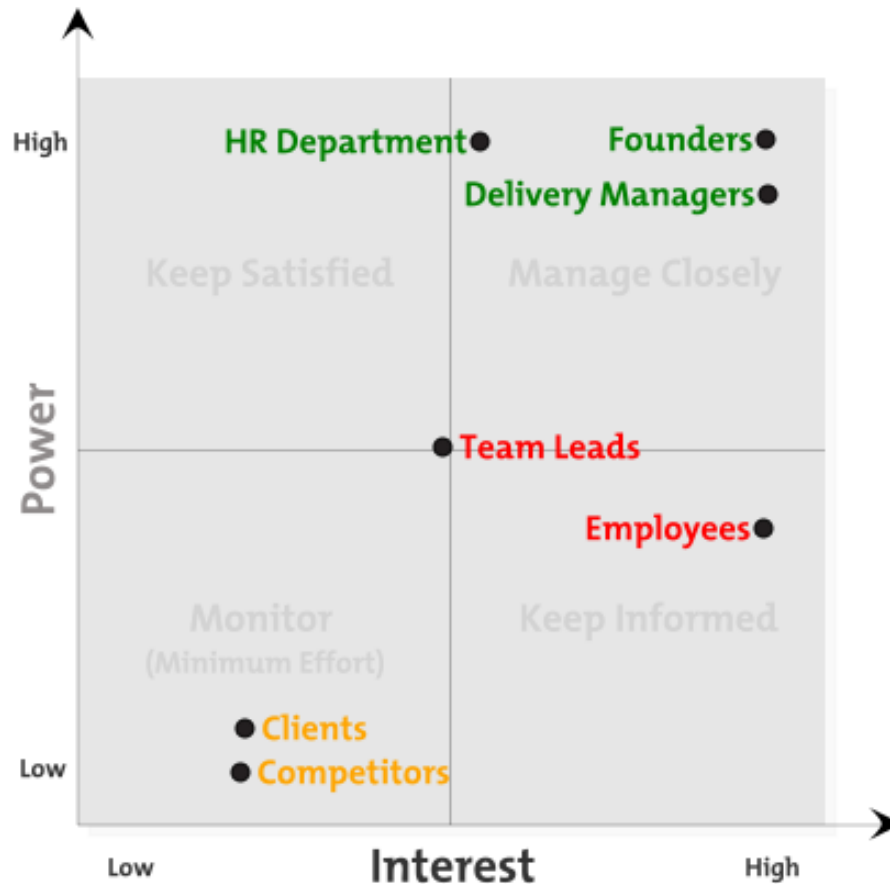 High
HR Department
Founders
Delivery Managers
Keep Satisfied
Manage Closely
Power
Team Leads
Employees
Monitor
(Minimum Effort)
Keep Informed
Clients
Competitors
Low
Low
Interest
High